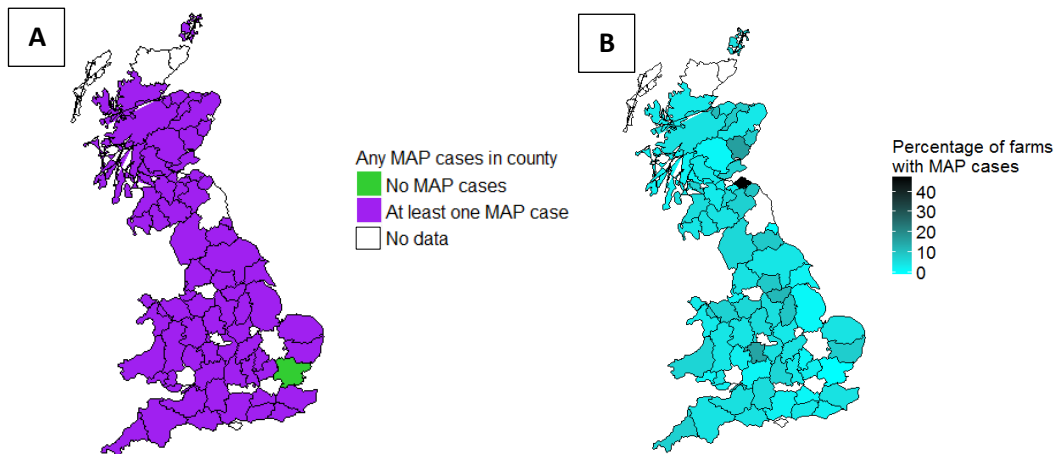 A
Any MAP cases in county
No MAP cases
At least one MAP case
No data
B
Percentage of farms
with MAP cases
40
30
20
10
0